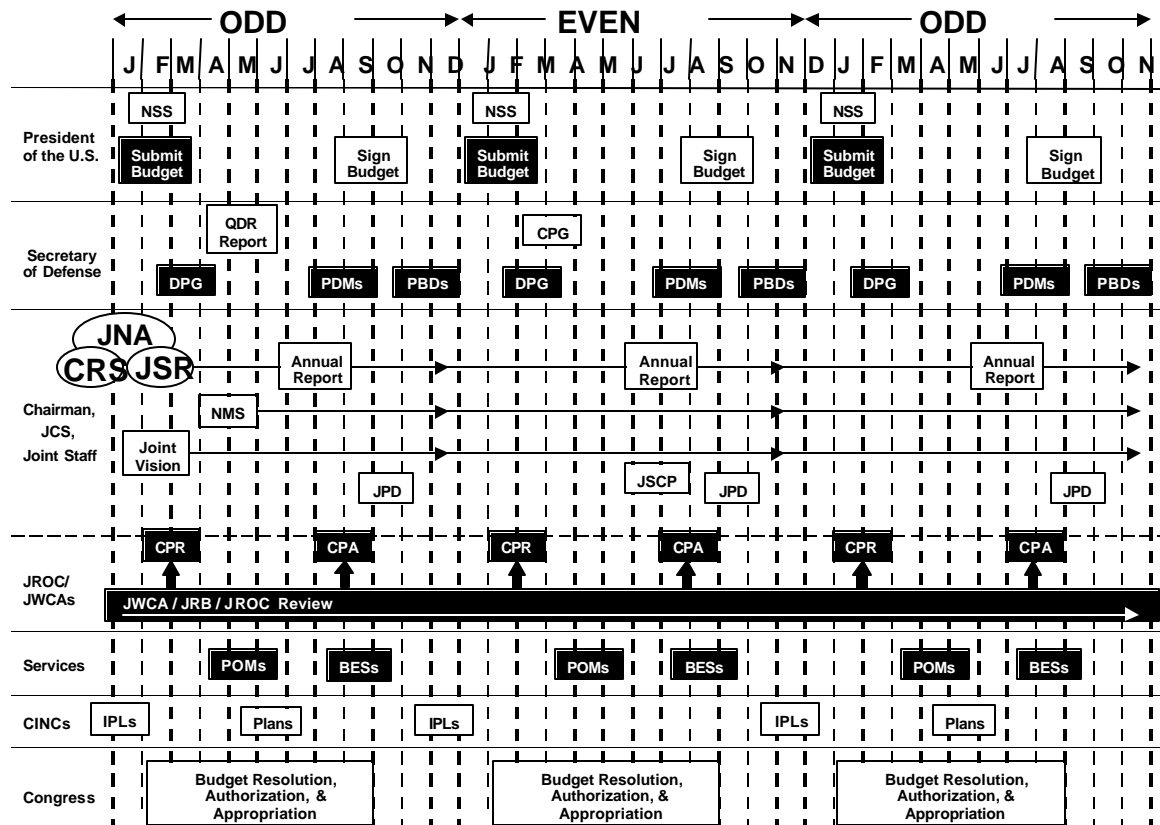 ODD EVEN ODD
J F M A M J J A S O N D J F M A M J J A S O N D J F M A M J J A S O N
NSS NSS NSS
President
of the U.S.
Submit
Budget
Sign
Budget
Submit
Budget
Sign
Budget
Submit
Budget
Sign
Budget
QDR
Report
CPG
Secretary
of Defense
DPG PDMs PBDs DPG PDMs PBDs DPG PDMs PBDs
JNA
CRS JSR
Annual
Report
Annual
Report
Annual
Report
Chairman,
JCS,
Joint Staff
NMS
Joint
Vision
JPD JSCP JPD JPD
CPR CPA CPR CPA CPR CPA
JROC/
JWCAs
JWCA / JRB / JROC Review
Services POMs BESs POMs BESs POMs BESs
CINCs IPLs Plans IPLs IPLs Plans
Congress
Budget Resolution,
Authorization, &
Appropriation
Budget Resolution,
Authorization, &
Appropriation
Budget Resolution,
Authorization, &
Appropriation